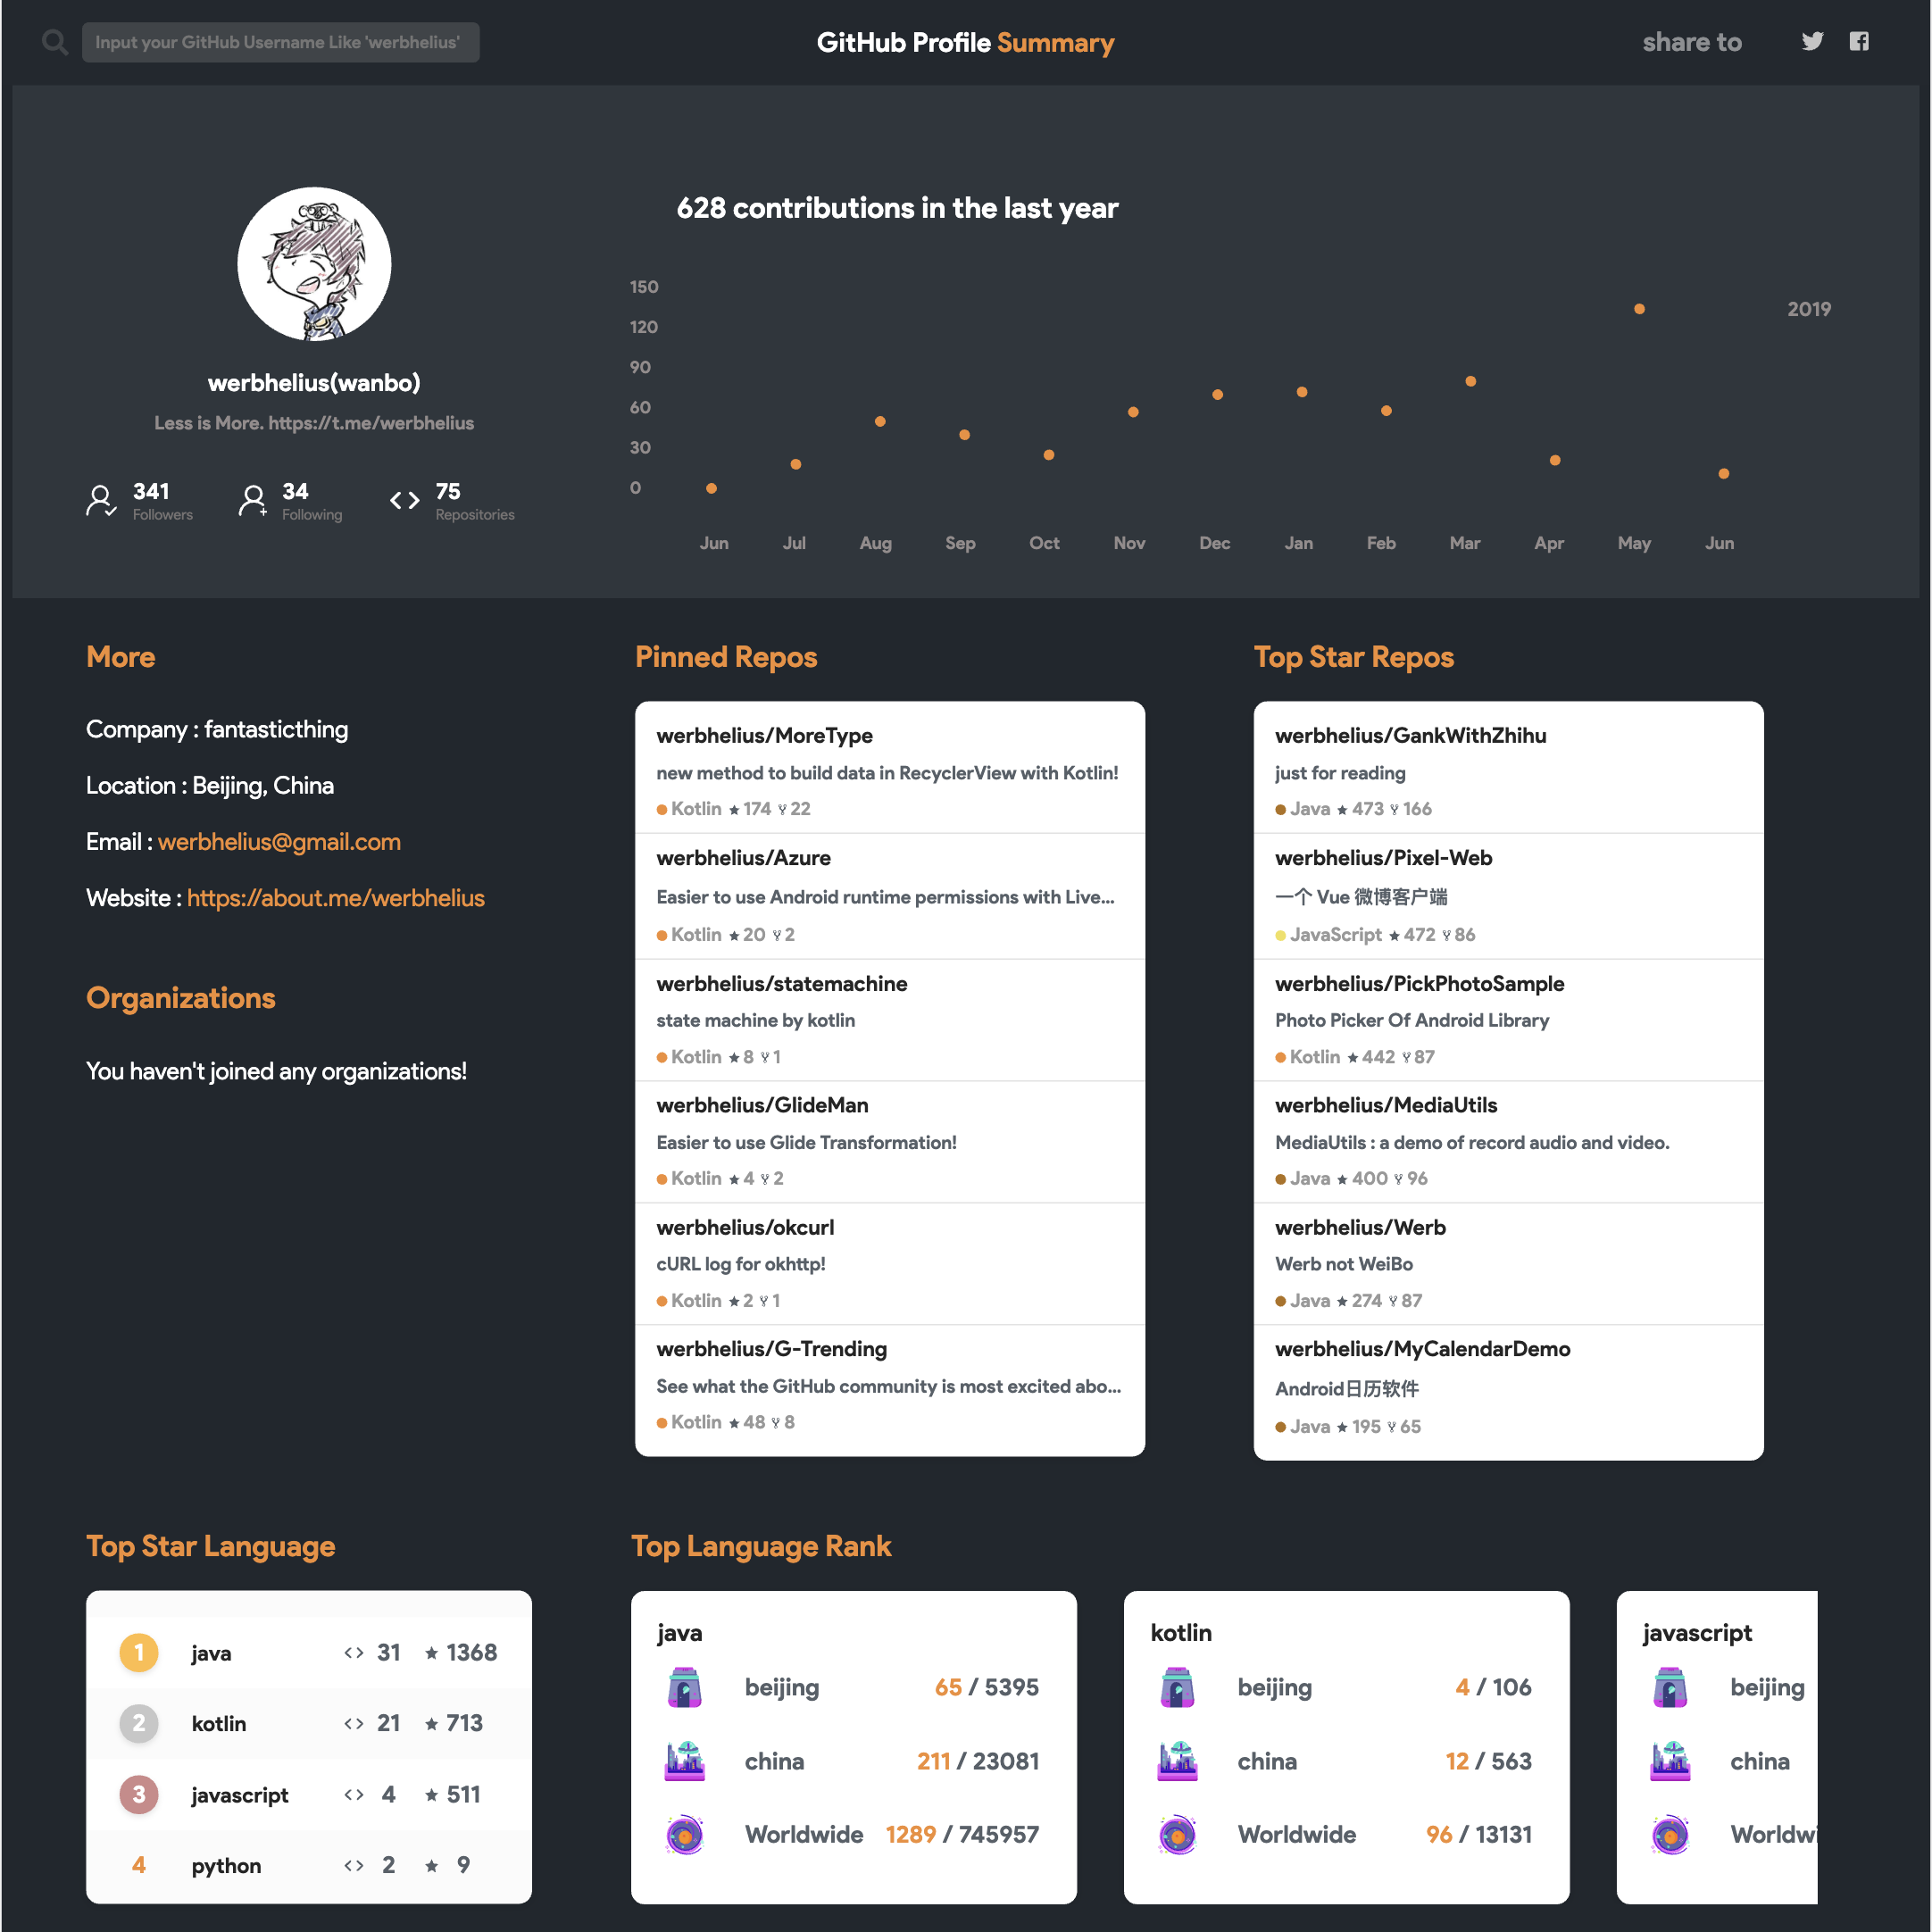 Input your GitHub Username Like 'werbhelius'
GitHub Profile Summary
share to
werbhelius(wanbo)
Less is More. https://t.me/werbhelius
341
Followers
34
Following
75
Repositories
628 contributions in the last year
150
120
90
60
30
0
2019
Jun Jul Aug Sep Oct Nov Dec Jan Feb Mar Apr May Jun
More
Company : fantasticthing
Location : Beijing, China
Email : werbhelius@gmail.com
Website : https://about.me/werbhelius
Organizations
You haven't joined any organizations!
Pinned Repos
werbhelius/MoreType
new method to build data in RecyclerView with Kotlin!
Kotlin 174 22
werbhelius/Azure
Easier to use Android runtime permissions with Live...
Kotlin 20 2
werbhelius/statemachine
state machine by kotlin
Kotlin 8 1
werbhelius/GlideMan
Easier to use Glide Transformation!
Kotlin 4 2
werbhelius/okcurl
cURL log for okhttp!
Kotlin 2 1
werbhelius/G-Trending
See what the GitHub community is most excited abo...
Kotlin 48 8
Top Star Repos
werbhelius/GankWithZhihu
just for reading
Java 473 166
werbhelius/Pixel-Web
一个 Vue 微博客户端
JavaScript 472 86
werbhelius/PickPhotoSample
Photo Picker Of Android Library
Kotlin 442 87
werbhelius/MediaUtils
MediaUtils : a demo of record audio and video.
Java 400 96
werbhelius/Werb
Werb not WeiBo
Java 274 87
werbhelius/MyCalendarDemo
Android日历软件
Java 195 65
Top Star Language
1 java <> 31 1368
2 kotlin <> 21 713
3 javascript <> 4 511
4 python <> 2 9
Top Language Rank
java
beijing 65 / 5395
china 211 / 23081
Worldwide 1289 / 745957
kotlin
beijing 4 / 106
china 12 / 563
Worldwide 96 / 13131
javascript
beijing
china
Worldwi